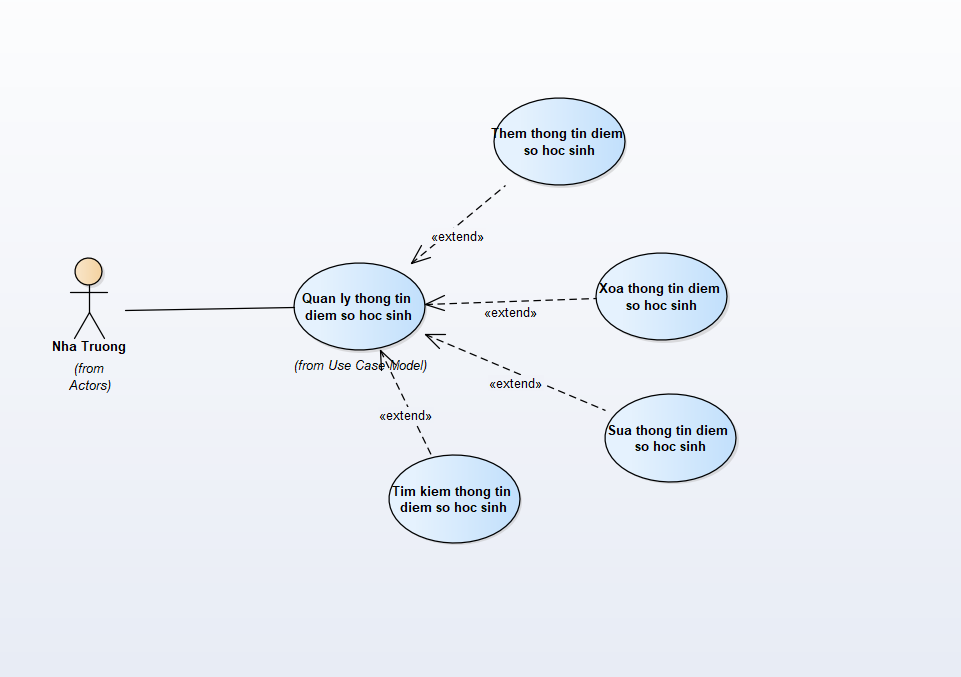 Them thong tin diem
so hoc sinh
«extend»
Nha Truong
(from
Actors)
Quan ly thong tin
diem so hoc sinh
(from Use Case Model)
Xoa thong tin diem
so hoc sinh
«extend»
«extend»
Sua thong tin diem
so hoc sinh
«extend»
Tim kiem thong tin
diem so hoc sinh